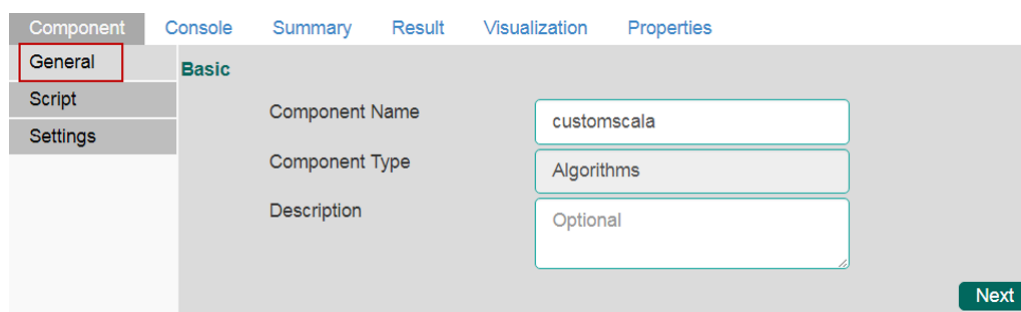 Component Console Summary Result Visualization Properties
General
Basic
Script
Component Name customscala
Settings
Component Type Algorithms
Description Optional
Next